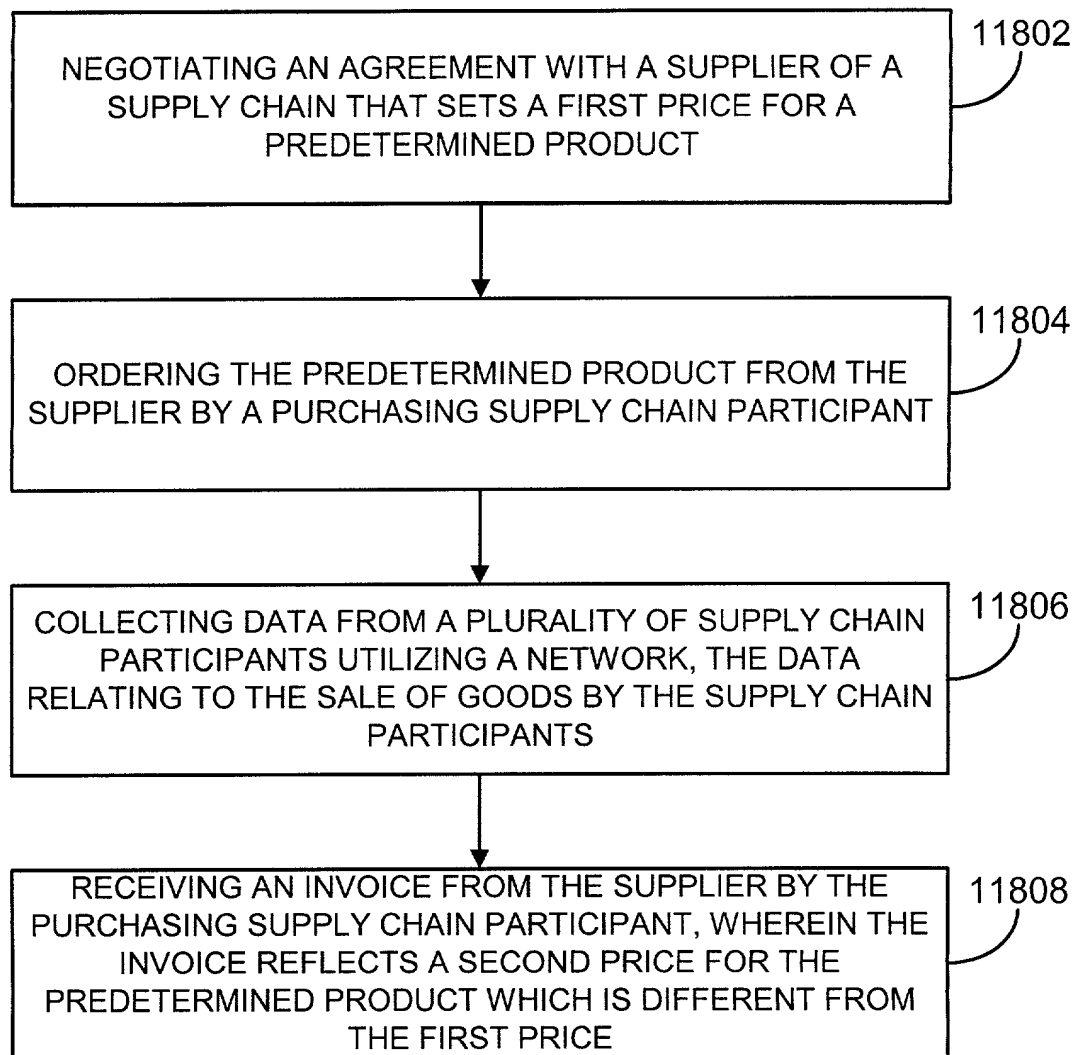 11802
NEGOTIATING AN AGREEMENT WITH A SUPPLIER OF A
SUPPLY CHAIN THAT SETS A FIRST PRICE FOR A
PREDETERMINED PRODUCT
11804
ORDERING THE PREDETERMINED PRODUCT FROM THE
SUPPLIER BY A PURCHASING SUPPLY CHAIN PARTICIPANT
11806
COLLECTING DATA FROM A PLURALITY OF SUPPLY CHAIN
PARTICIPANTS UTILIZING A NETWORK, THE DATA
RELATING TO THE SALE OF GOODS BY THE SUPPLY CHAIN
PARTICIPANTS
11808
RECEIVING AN INVOICE FROM THE SUPPLIER BY THE
PURCHASING SUPPLY CHAIN PARTICIPANT, WHEREIN THE
INVOICE REFLECTS A SECOND PRICE FOR THE
PREDETERMINED PRODUCT WHICH IS DIFFERENT FROM
THE FIRST PRICE